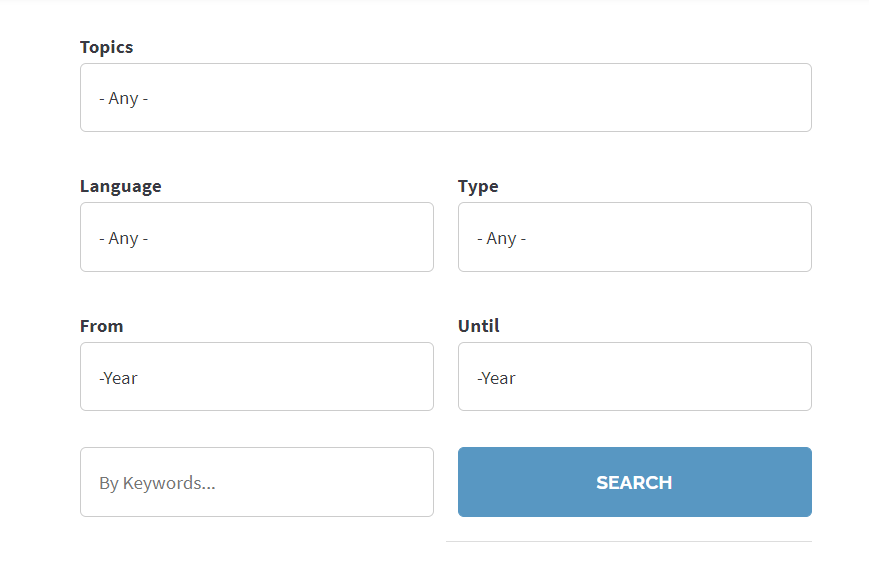 Topics
- Any -
Language
Type
- Any -
- Any -
From
Until
-Year
-Year
By Keywords...
SEARCH